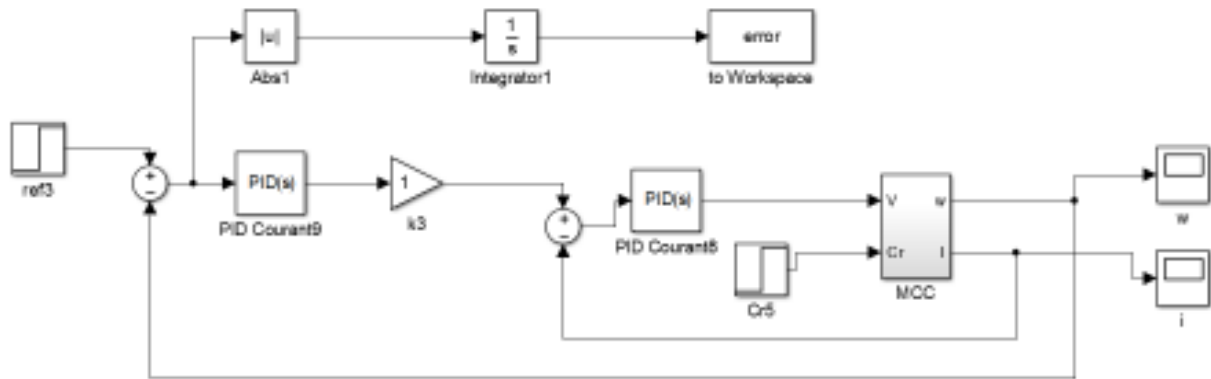 |u|
Abs1
1
s
Integrator1
error
to Workspace
ref3
+
−
PID(s)
PID Courant9
1
k3
+
−
PID(s)
PID Courant8
Cr5
V
w
Cr
I
MCC
w
i